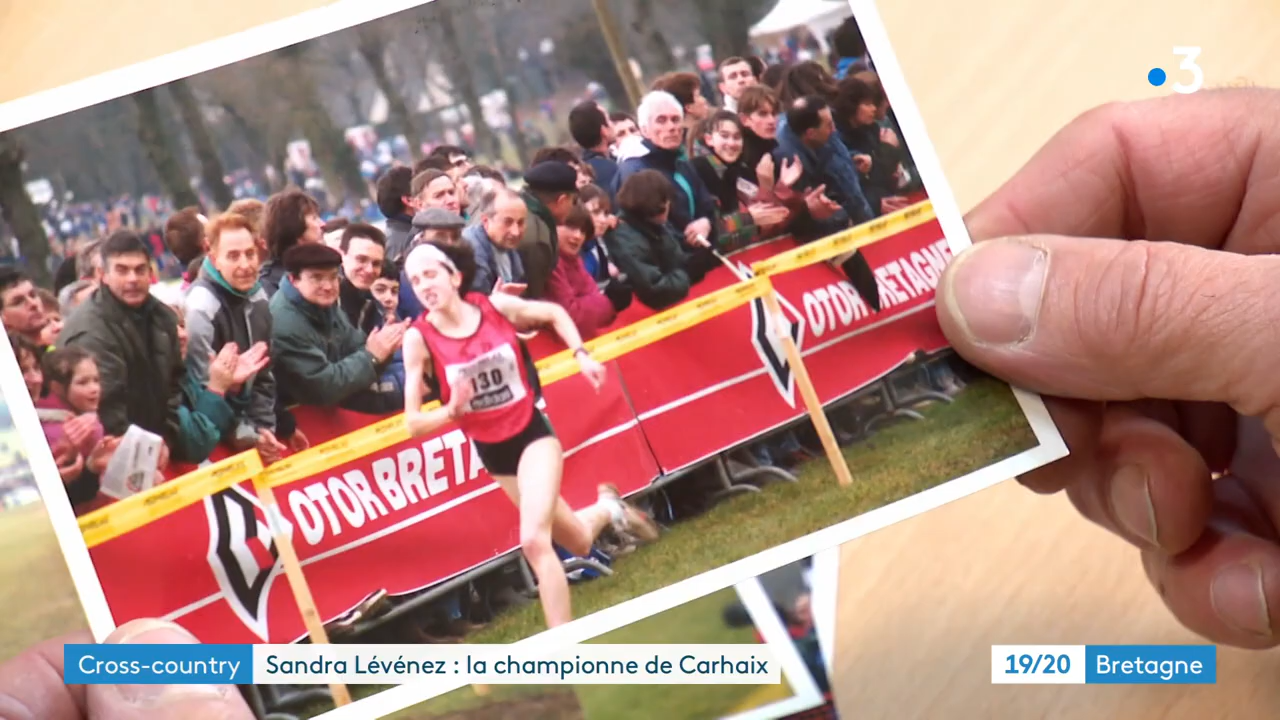 3
OTOR BRETAGNE
OTOR BRETA
130
Cross-country
Sandra Lévénez : la championne de Carhaix
19/20
Bretagne